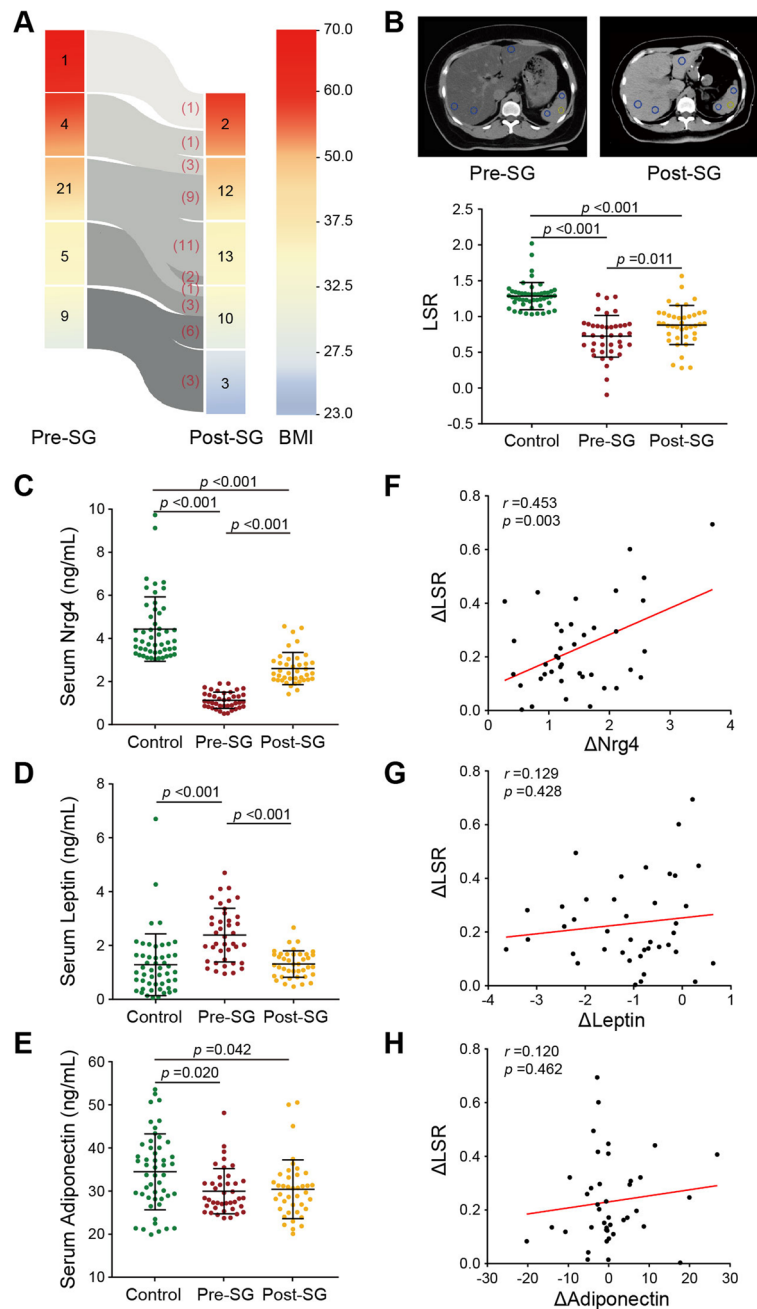 A
1
4
21
5
9
(1)
(1)
(3)
(9)
(11)
(2)
(1)
(3)
(6)
(3)
2
12
13
10
3
70.0
60.0
50.0
37.5
32.5
27.5
23.0
Pre-SG
Post-SG
BMI
B
Pre-SG
Post-SG
p <0.001
p <0.001
p =0.011
LSR
2.5
2.0
1.5
1.0
0.5
0.0
-0.5
Control
Pre-SG
Post-SG
C
p <0.001
p <0.001
p <0.001
Serum Nrg4 (ng/mL)
10
8
6
4
2
0
Control
Pre-SG
Post-SG
F
r =0.453
p =0.003
ΔLSR
0.8
0.6
0.4
0.2
0.0
0
1
2
3
4
ΔNrg4
D
p <0.001
p <0.001
Serum Leptin (ng/mL)
8
6
4
2
0
Control
Pre-SG
Post-SG
G
r =0.129
p =0.428
ΔLSR
0.8
0.6
0.4
0.2
0.0
-4
-3
-2
-1
0
1
ΔLeptin
E
p =0.042
p =0.020
Serum Adiponectin (ng/mL)
60
50
40
30
20
10
Control
Pre-SG
Post-SG
H
r =0.120
p =0.462
ΔLSR
0.8
0.6
0.4
0.2
0.0
-30
-20
-10
0
10
20
30
ΔAdiponectin